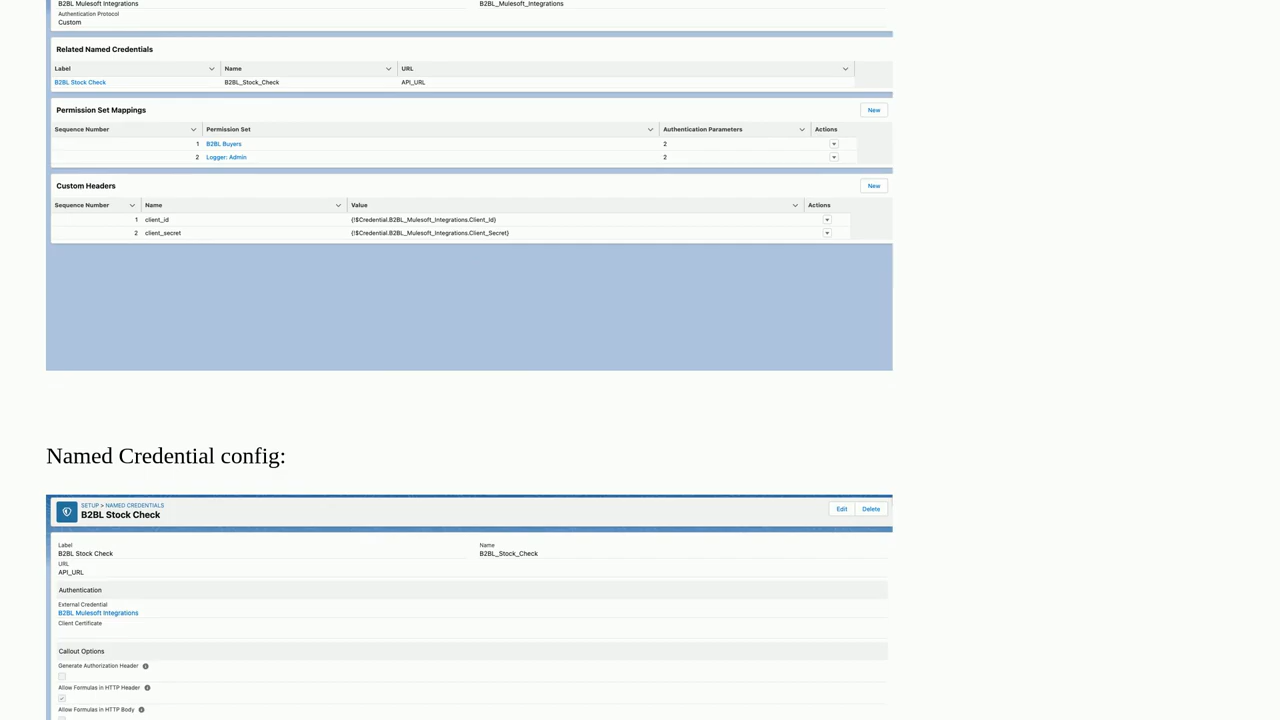 B2BL Mulesoft Integrations B2BL_Mulesoft_Integrations
Authentication Protocol
Custom
Related Named Credentials
Label Name URL
B2BL Stock Check B2BL_Stock_Check API_URL
Permission Set Mappings New
Sequence Number Permission Set Authentication Parameters Actions
1 B2BL Buyers 2
2 Logger: Admin 2
Custom Headers New
Sequence Number Name Value Actions
1 client_id {!$Credential.B2BL_Mulesoft_Integrations.Client_Id}
2 client_secret {!$Credential.B2BL_Mulesoft_Integrations.Client_Secret}
Named Credential config:
SETUP > NAMED CREDENTIALS
B2BL Stock Check Edit Delete
Label Name
B2BL Stock Check B2BL_Stock_Check
URL
API_URL
Authentication
External Credential
B2BL Mulesoft Integrations
Client Certificate
Callout Options
Generate Authorization Header
Allow Formulas in HTTP Header
Allow Formulas in HTTP Body